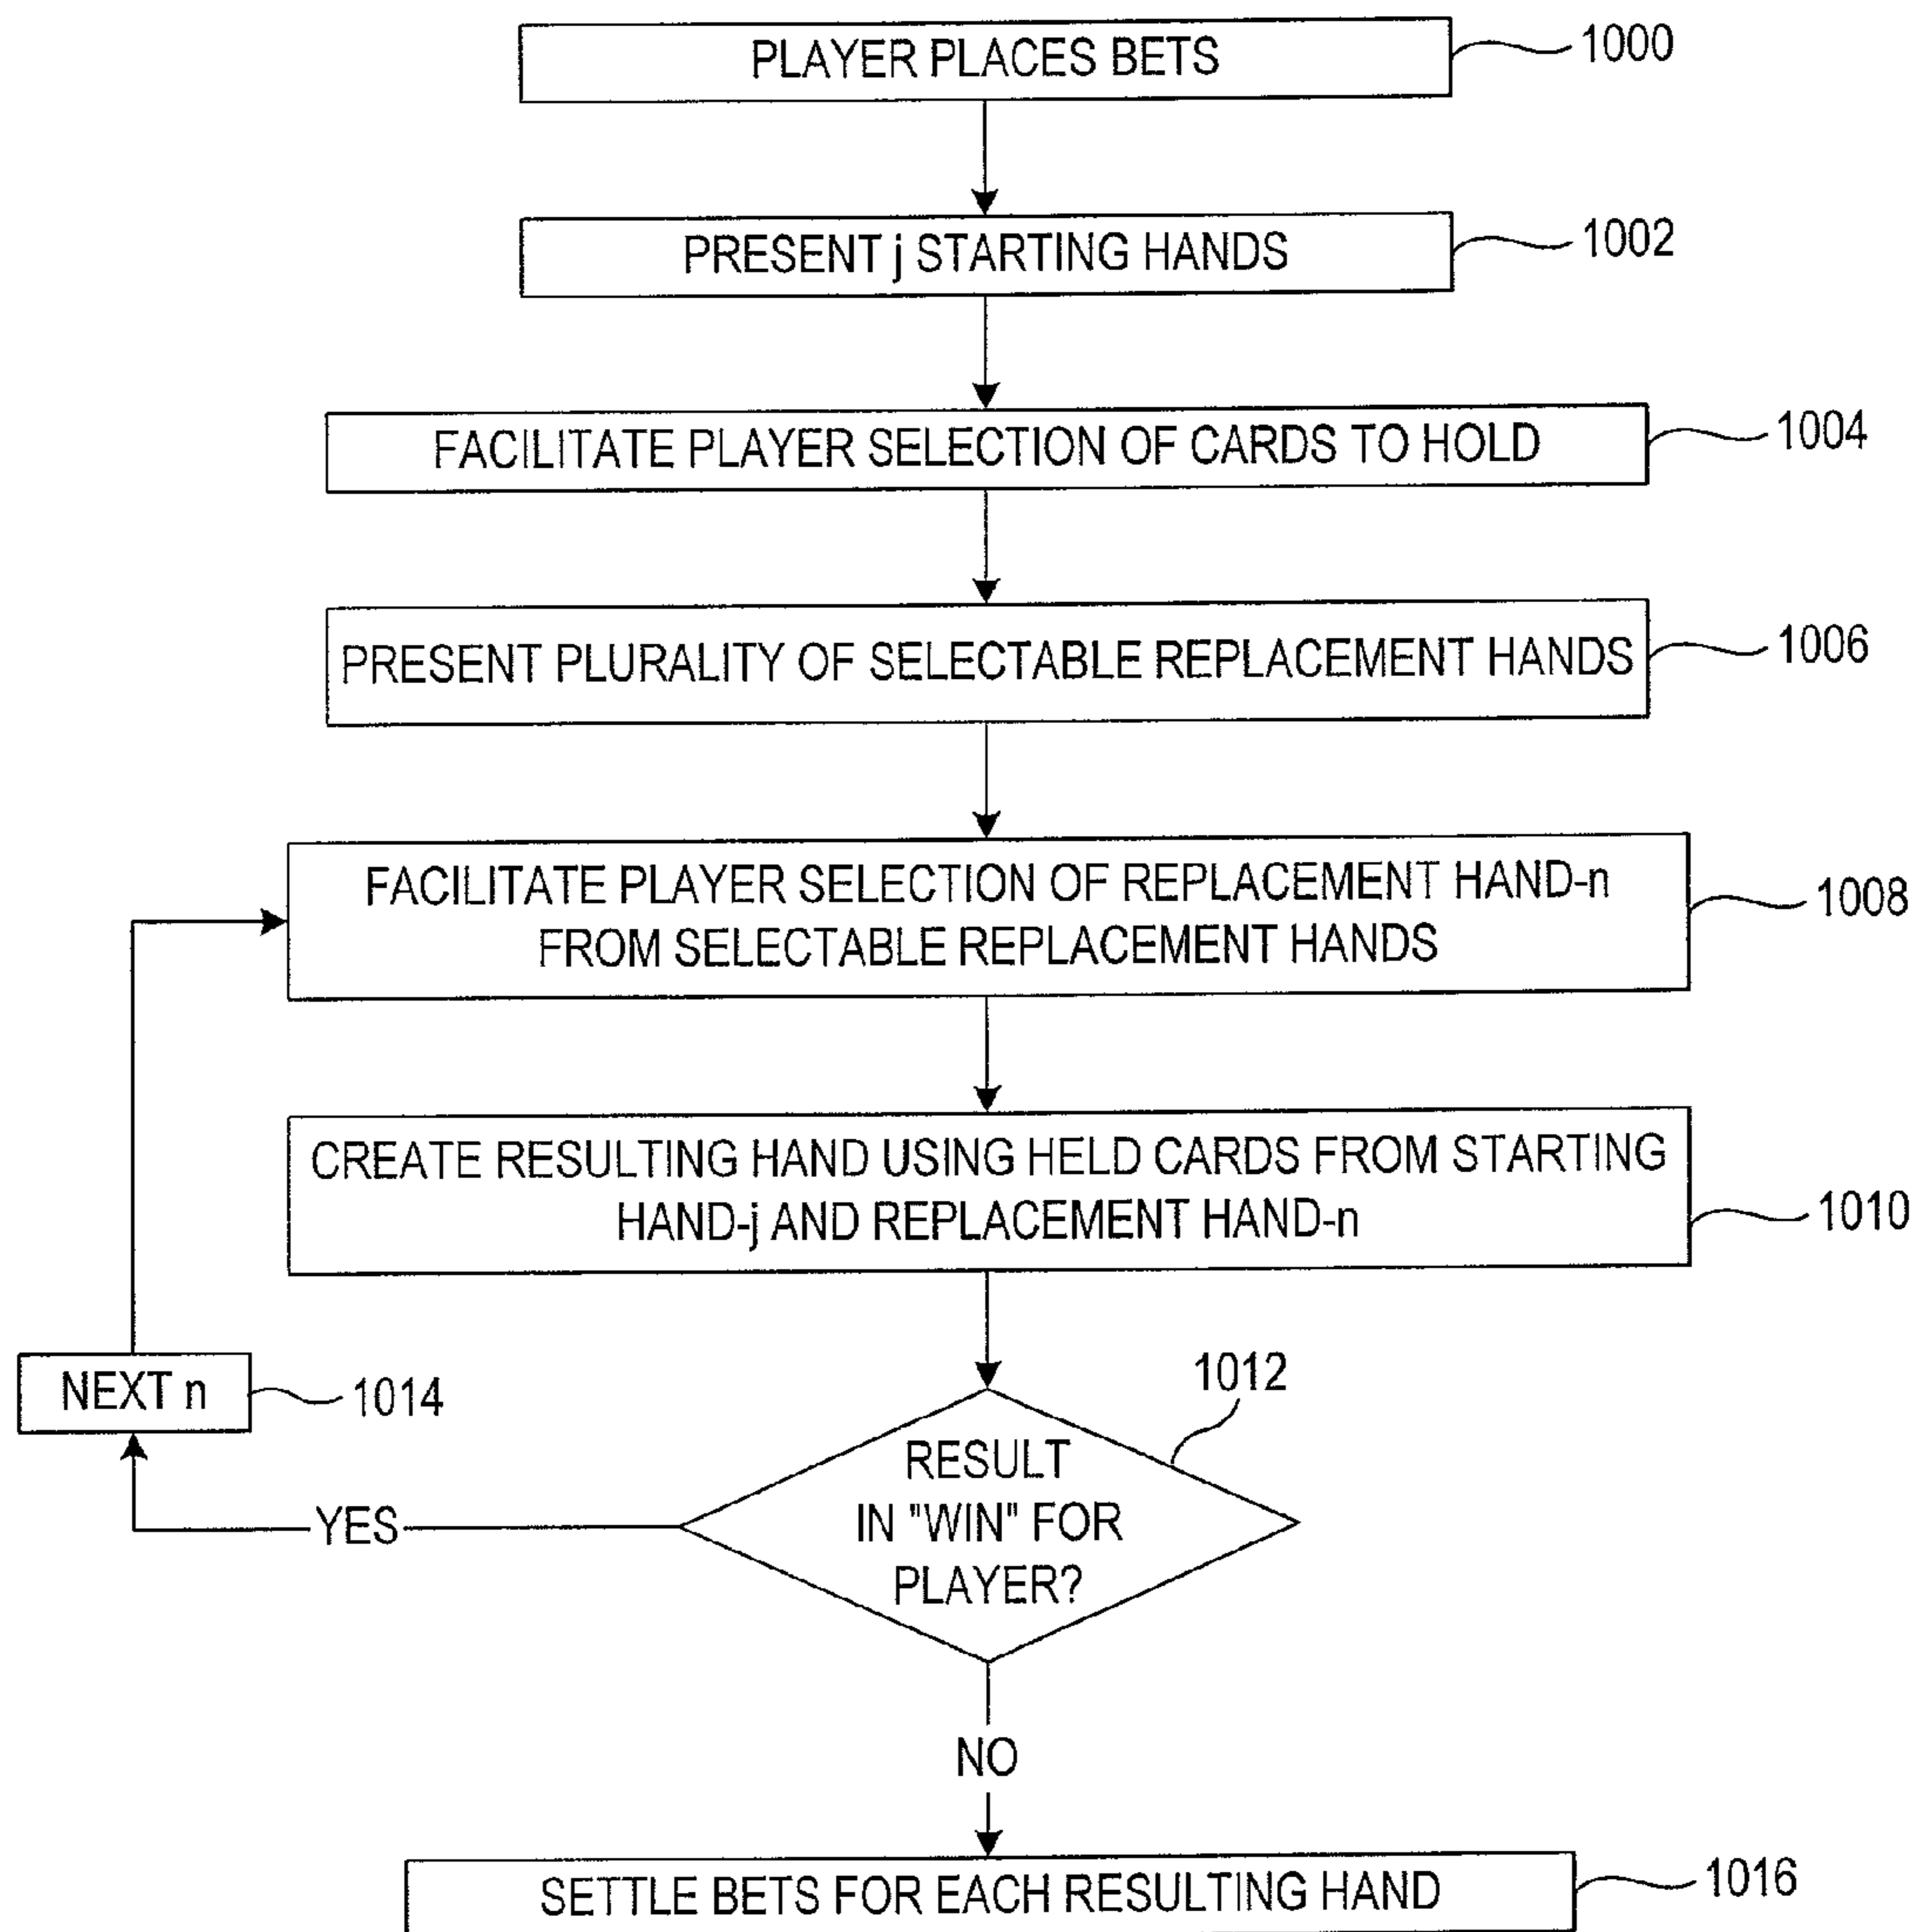 PLAYER PLACES BETS
1000
PRESENT j STARTING HANDS
1002
FACILITATE PLAYER SELECTION OF CARDS TO HOLD
1004
PRESENT PLURALITY OF SELECTABLE REPLACEMENT HANDS
1006
FACILITATE PLAYER SELECTION OF REPLACEMENT HAND-n
FROM SELECTABLE REPLACEMENT HANDS
1008
CREATE RESULTING HAND USING HELD CARDS FROM STARTING
HAND-j AND REPLACEMENT HAND-n
1010
NEXT n
1014
1012
RESULT
IN "WIN" FOR
PLAYER?
YES
NO
SETTLE BETS FOR EACH RESULTING HAND
1016